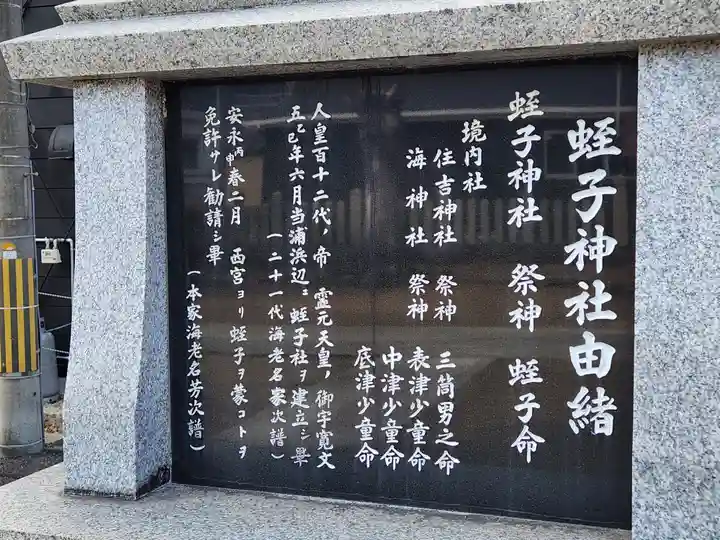 蛭子神社由緒
蛭子神社　祭神　蛭子命
境内社
住吉神社　祭神　三筒男之命
海神社　祭神　表津少童命
中津少童命
底津少童命
人皇百十二代ノ帝　霊元天皇ノ御宇寛文
五乙巳年六月当浦浜辺ニ蛭子社ヲ建立シ畢
（二十一代海老名家次譜）
安永丙申春二月　西宮ヨリ蛭子ヲ蒙コトヲ
免許サレ勧請シ畢
（本家海老名芳次譜）